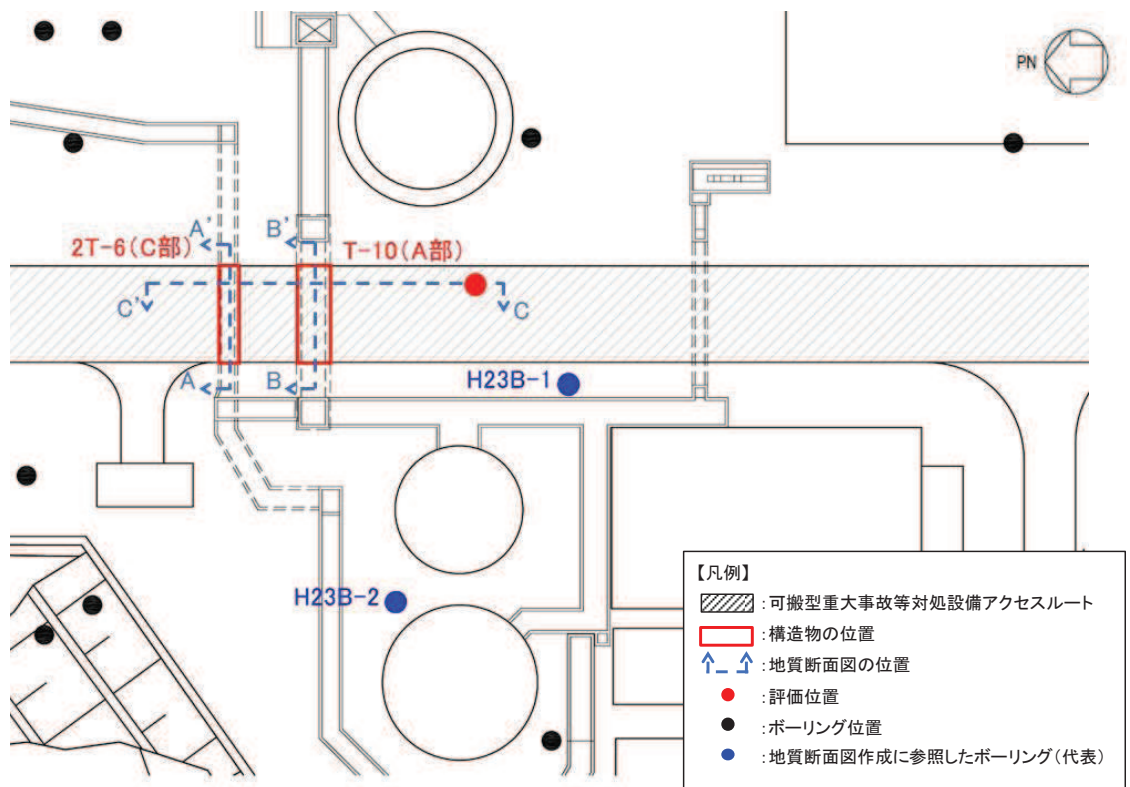 PN
A'
B'
2T-6(C部)
T-10(A部)
C'
C
A
B
H23B-1
H23B-2
【凡例】
:可搬型重大事故等対処設備アクセスルート
:構造物の位置
:地質断面図の位置
:評価位置
:ボーリング位置
:地質断面図作成に参照したボーリング(代表)